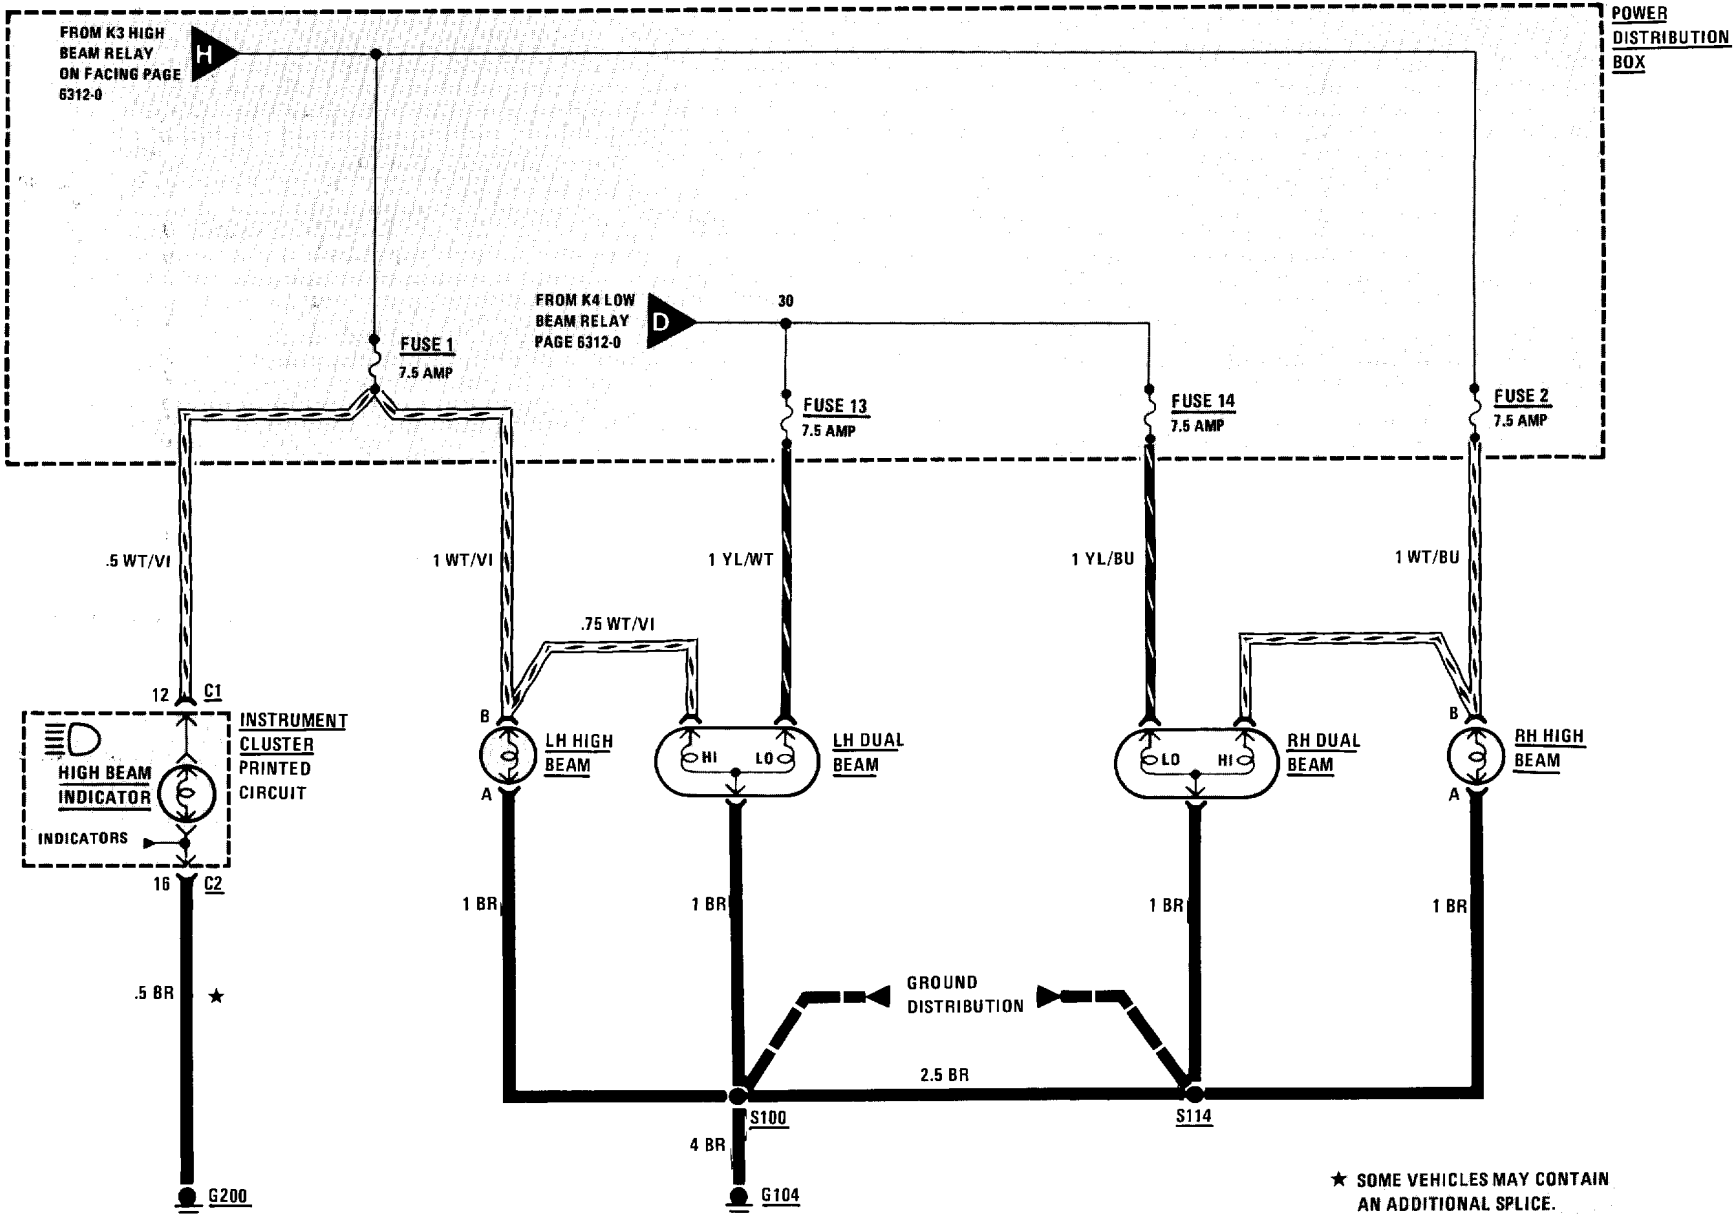 POWER
DISTRIBUTION
BOX
FROM K3 HIGH
BEAM RELAY
ON FACING PAGE
6312-0
H
FROM K4 LOW
BEAM RELAY
PAGE 6312-0
D
30
FUSE 1
7.5 AMP
FUSE 13
7.5 AMP
FUSE 14
7.5 AMP
FUSE 2
7.5 AMP
.5 WT/VI
1 WT/VI
1 YL/WT
1 YL/BU
1 WT/BU
.75 WT/VI
12
C1
INSTRUMENT
CLUSTER
PRINTED
CIRCUIT
HIGH BEAM
INDICATOR
INDICATORS
16
C2
B
LH HIGH
BEAM
A
HI
LO
LH DUAL
BEAM
LO
HI
RH DUAL
BEAM
B
RH HIGH
BEAM
A
1 BR
1 BR
1 BR
1 BR
.5 BR
★
GROUND
DISTRIBUTION
2.5 BR
S100
S114
4 BR
G200
G104
★ SOME VEHICLES MAY CONTAIN
AN ADDITIONAL SPLICE.